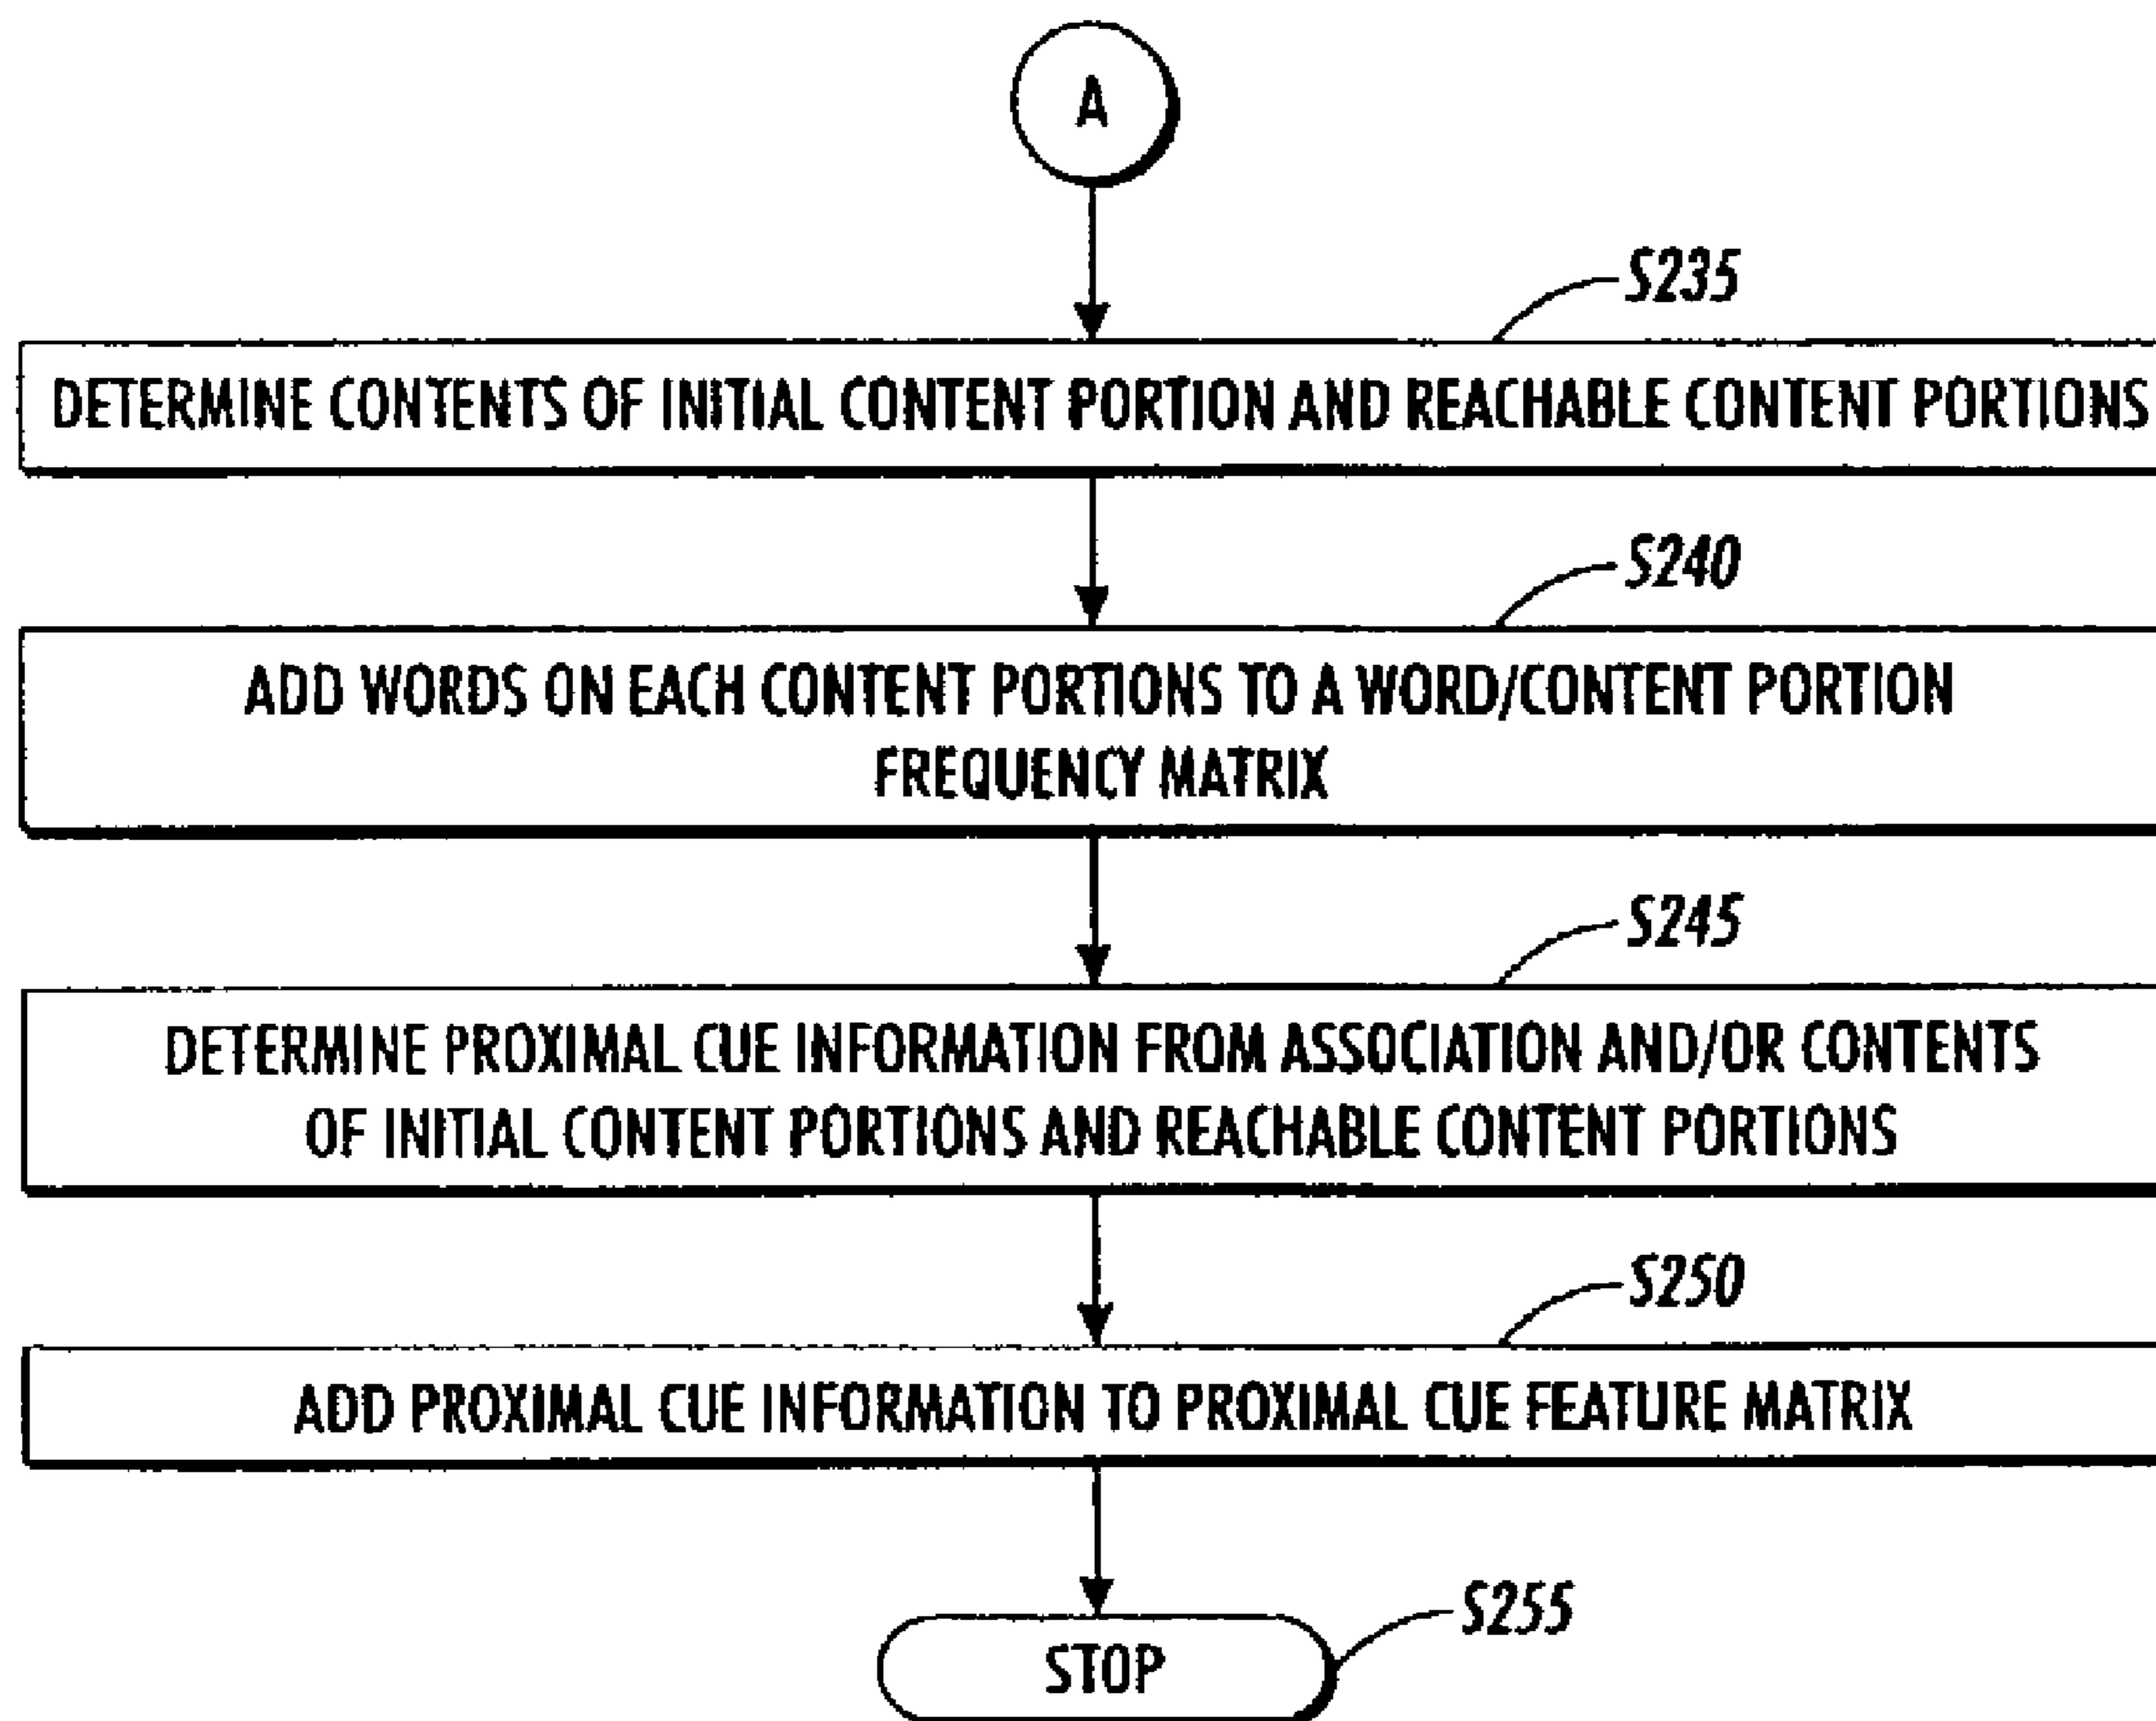 A
S235
DETERMINE CONTENTS OF INITIAL CONTENT PORTION AND REACHABLE CONTENT PORTIONS
S240
ADD WORDS ON EACH CONTENT PORTIONS TO A WORD/CONTENT PORTION
FREQUENCY MATRIX
S245
DETERMINE PROXIMAL CUE INFORMATION FROM ASSOCIATION AND/OR CONTENTS
OF INITIAL CONTENT PORTIONS AND REACHABLE CONTENT PORTIONS
S250
ADD PROXIMAL CUE INFORMATION TO PROXIMAL CUE FEATURE MATRIX
S255
STOP